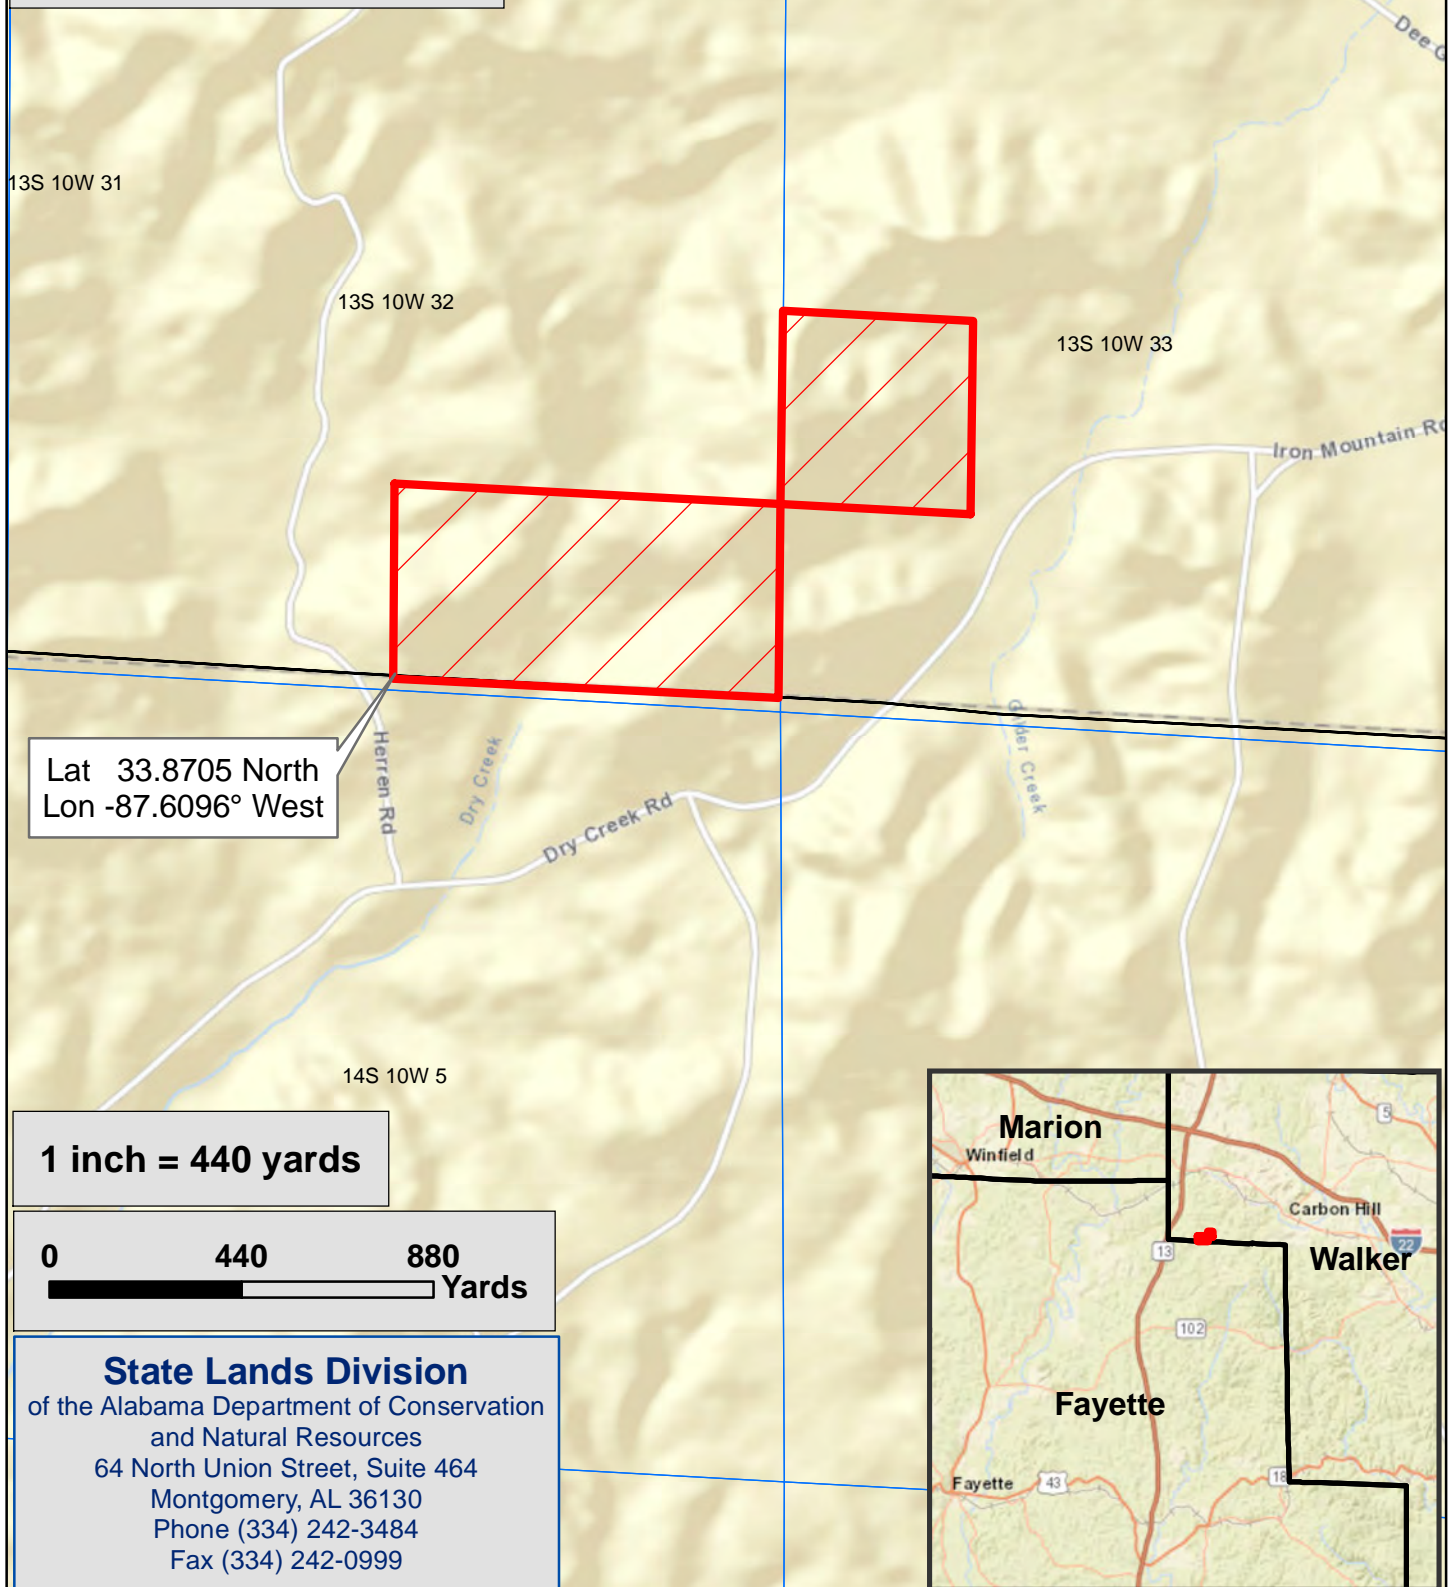 Dee G
13S 10W 31
13S 10W 32
13S 10W 33
Iron Mountain Rd
Lat 33.8705 North
Lon -87.6096° West
Herren Rd
Dry Creek
Dry Creek Rd
Gilder Creek
14S 10W 5
1 inch = 440 yards
0 440 880
Yards
State Lands Division
of the Alabama Department of Conservation
and Natural Resources
64 North Union Street, Suite 464
Montgomery, AL 36130
Phone (334) 242-3484
Fax (334) 242-0999
Marion
Winfield
5
Carbon Hill
22
Walker
13
102
Fayette
Fayette
43
18